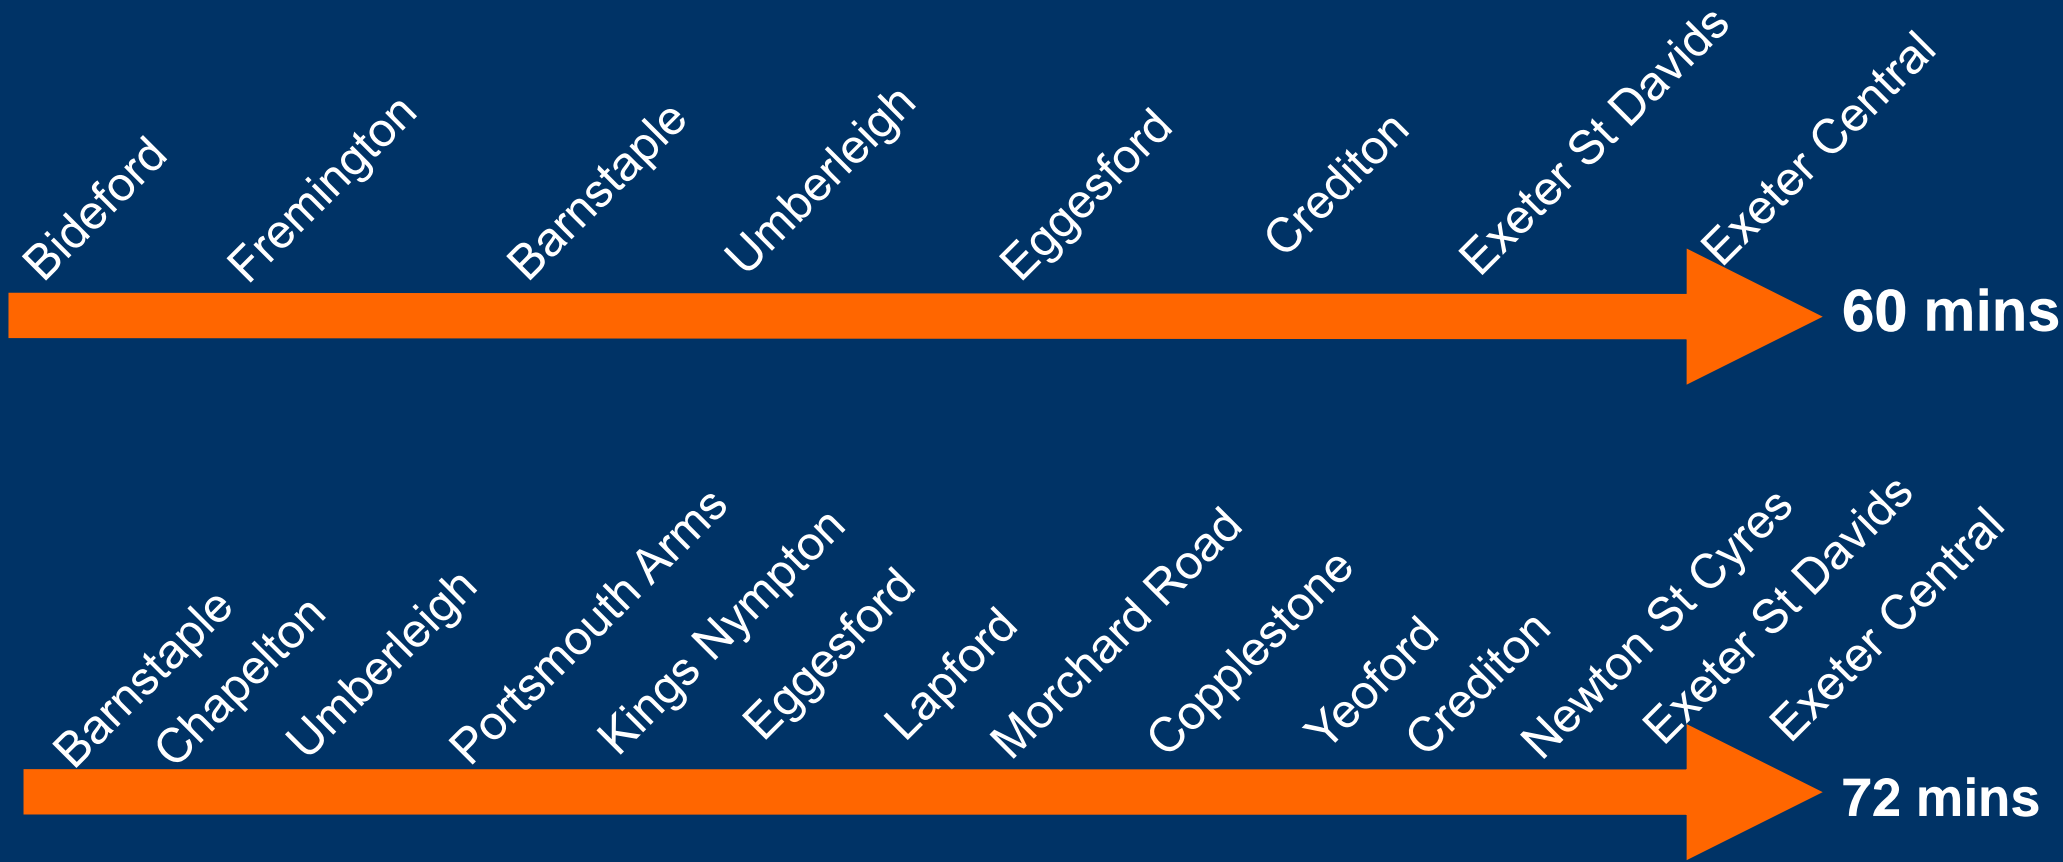 Bideford
Fremington
Barnstaple
Umberleigh
Eggesford
Crediton
Exeter St Davids
Exeter Central
60 mins
Barnstaple
Chapelton
Umberleigh
Portsmouth Arms
Kings Nympton
Eggesford
Lapford
Morchard Road
Copplestone
Yeoford
Crediton
Newton St Cyres
Exeter St Davids
Exeter Central
72 mins